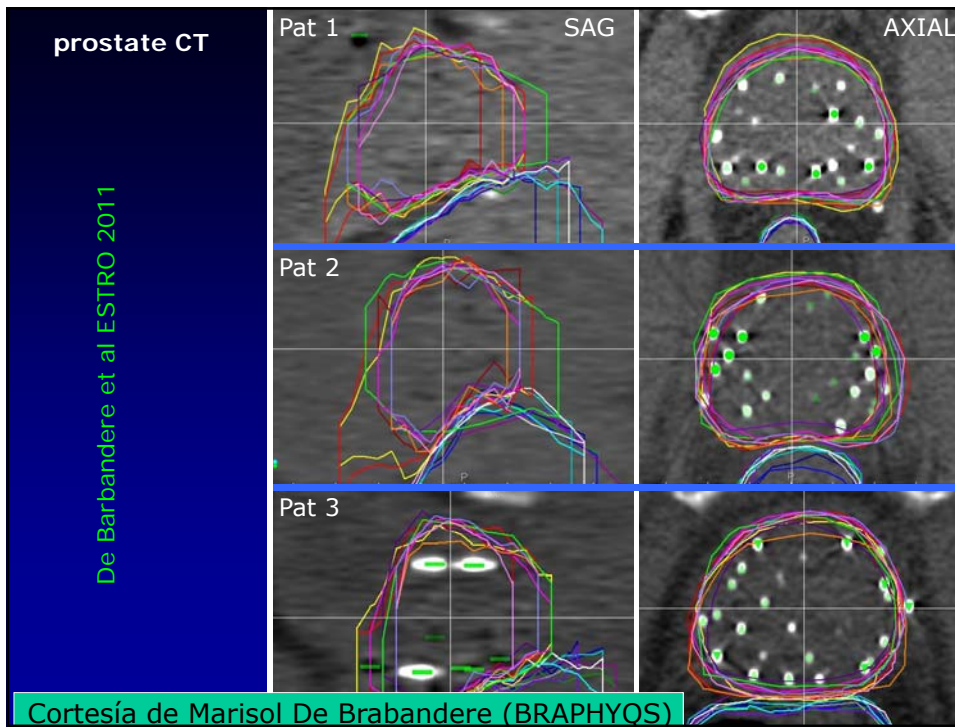 prostate CT
De Barbandere et al ESTRO 2011
Pat 1
SAG
AXIAL
Pat 2
Pat 3
P
P
P
Cortesía de Marisol De Brabandere (BRAPHYQS)